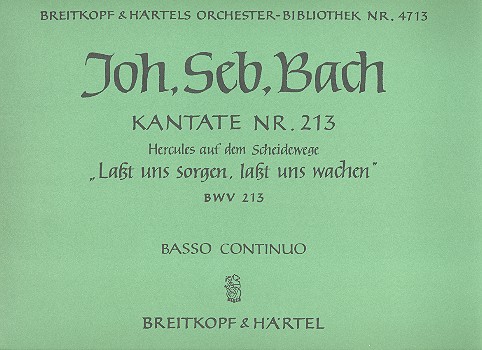 BREITKOPF & HÄRTELS ORCHESTER-BIBLIOTHEK NR. 4713
Joh. Seb. Bach
KANTATE NR. 213
Hercules auf dem Scheidewege
„Laßt uns sorgen, laßt uns wachen"
BWV 213
BASSO CONTINUO
BREITKOPF & HÄRTEL